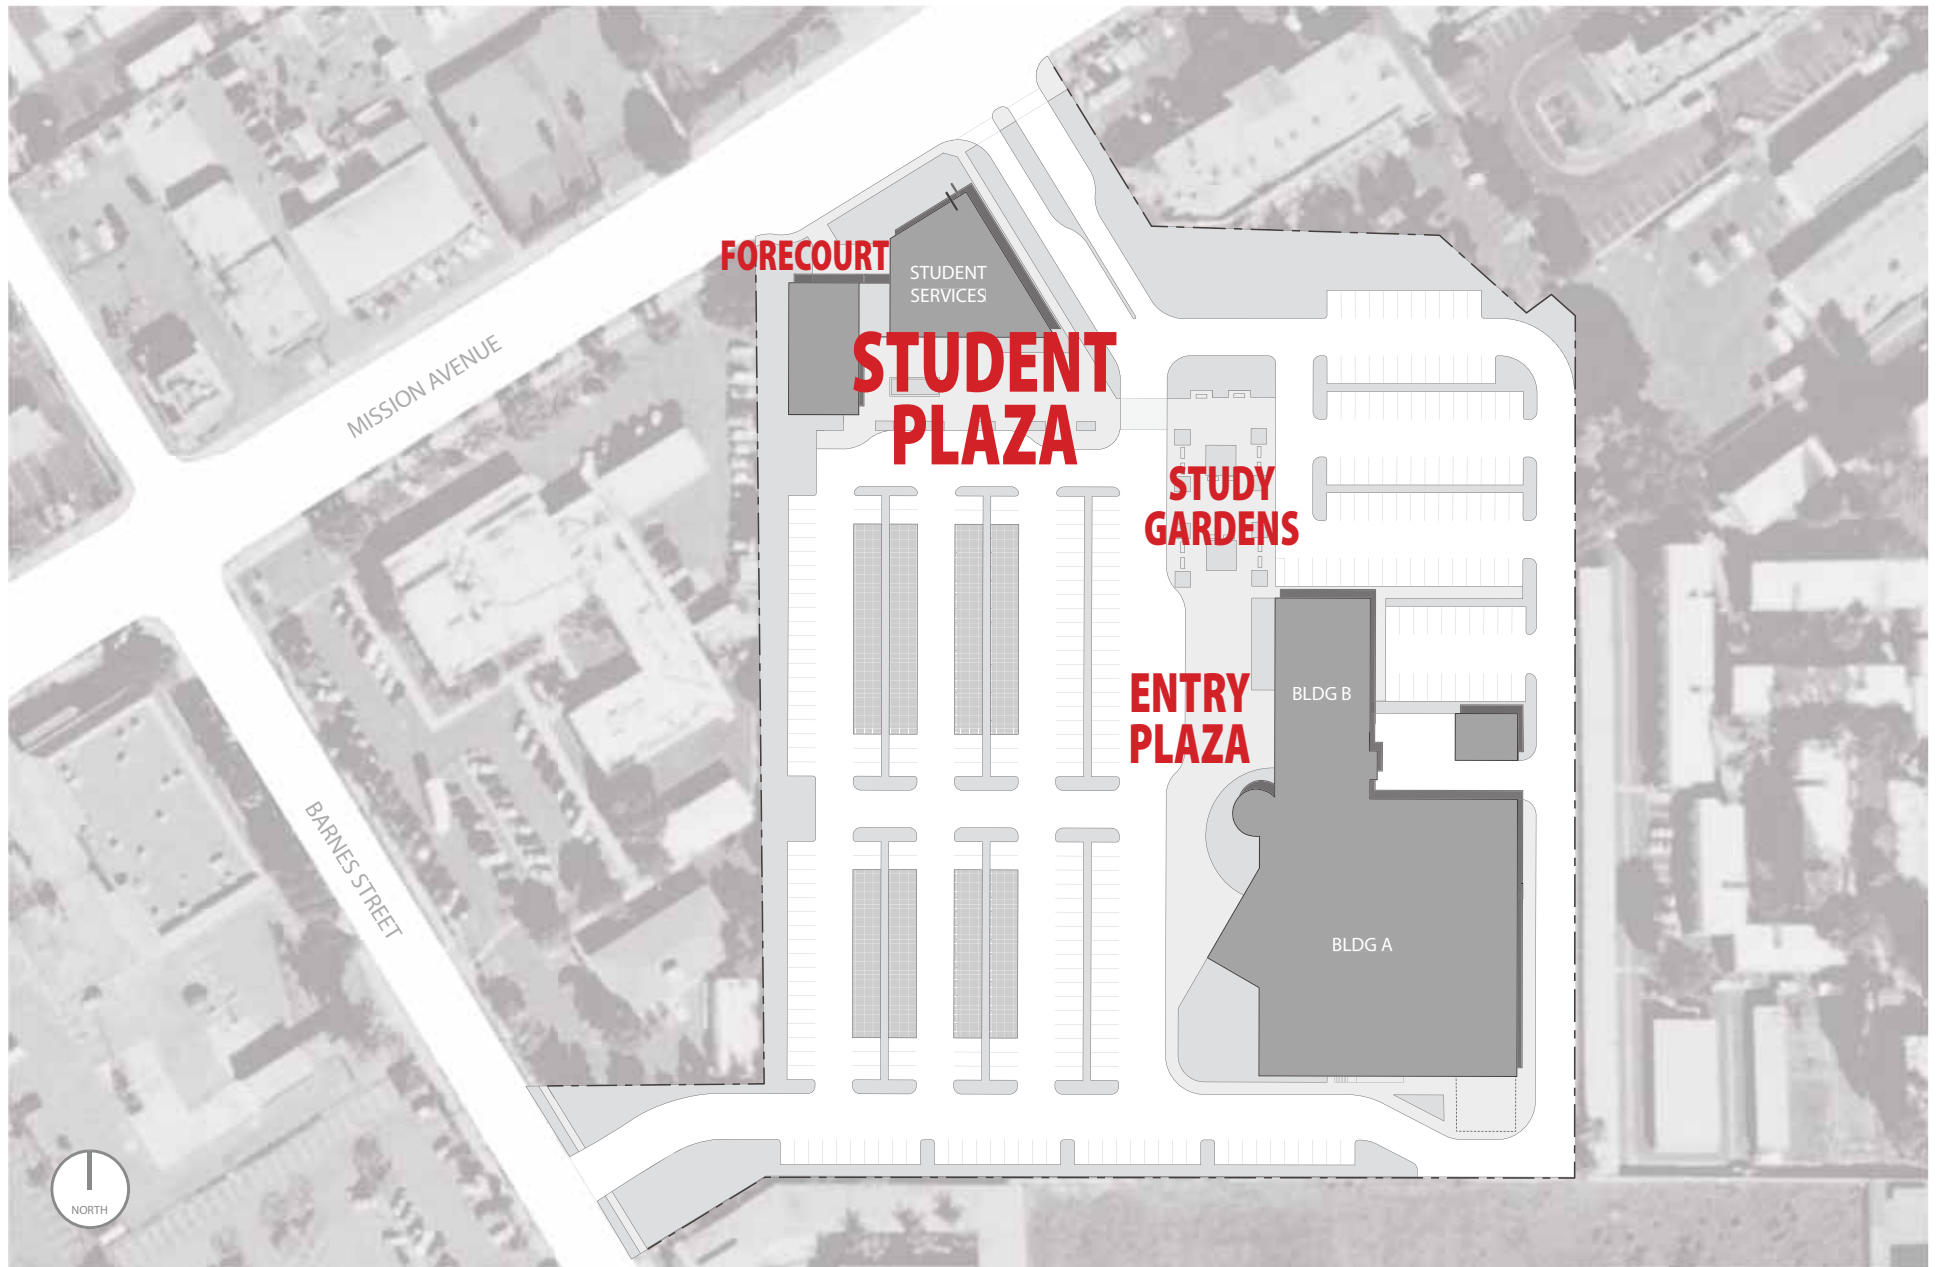 FORECOURT
STUDENT
SERVICES
STUDENT
PLAZA
MISSION AVENUE
STUDY
GARDENS
ENTRY
PLAZA
BLDG B
BARNES STREET
BLDG A
NORTH